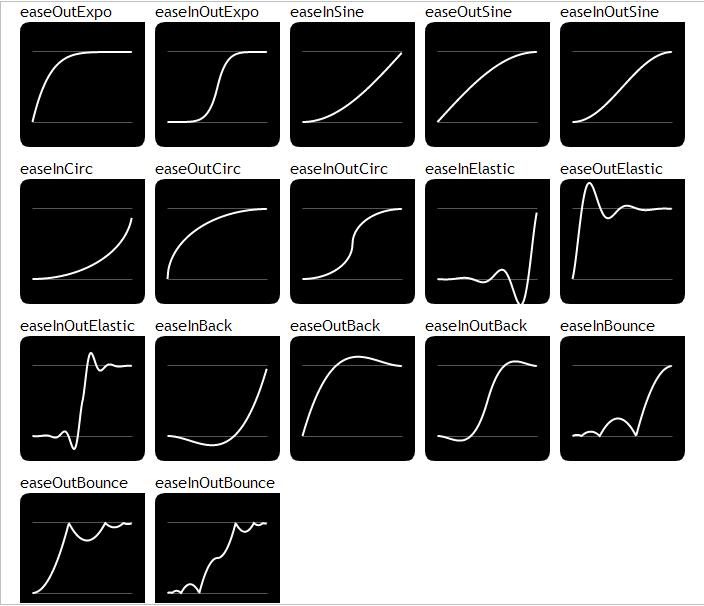 easeOutExpo easeInOutExpo easeInSine easeOutSine easeInOutSine
easeInCirc easeOutCirc easeInOutCirc easeInElastic easeOutElastic
easeInOutElastic easeInBack easeOutBack easeInOutBack easeInBounce
easeOutBounce easeInOutBounce